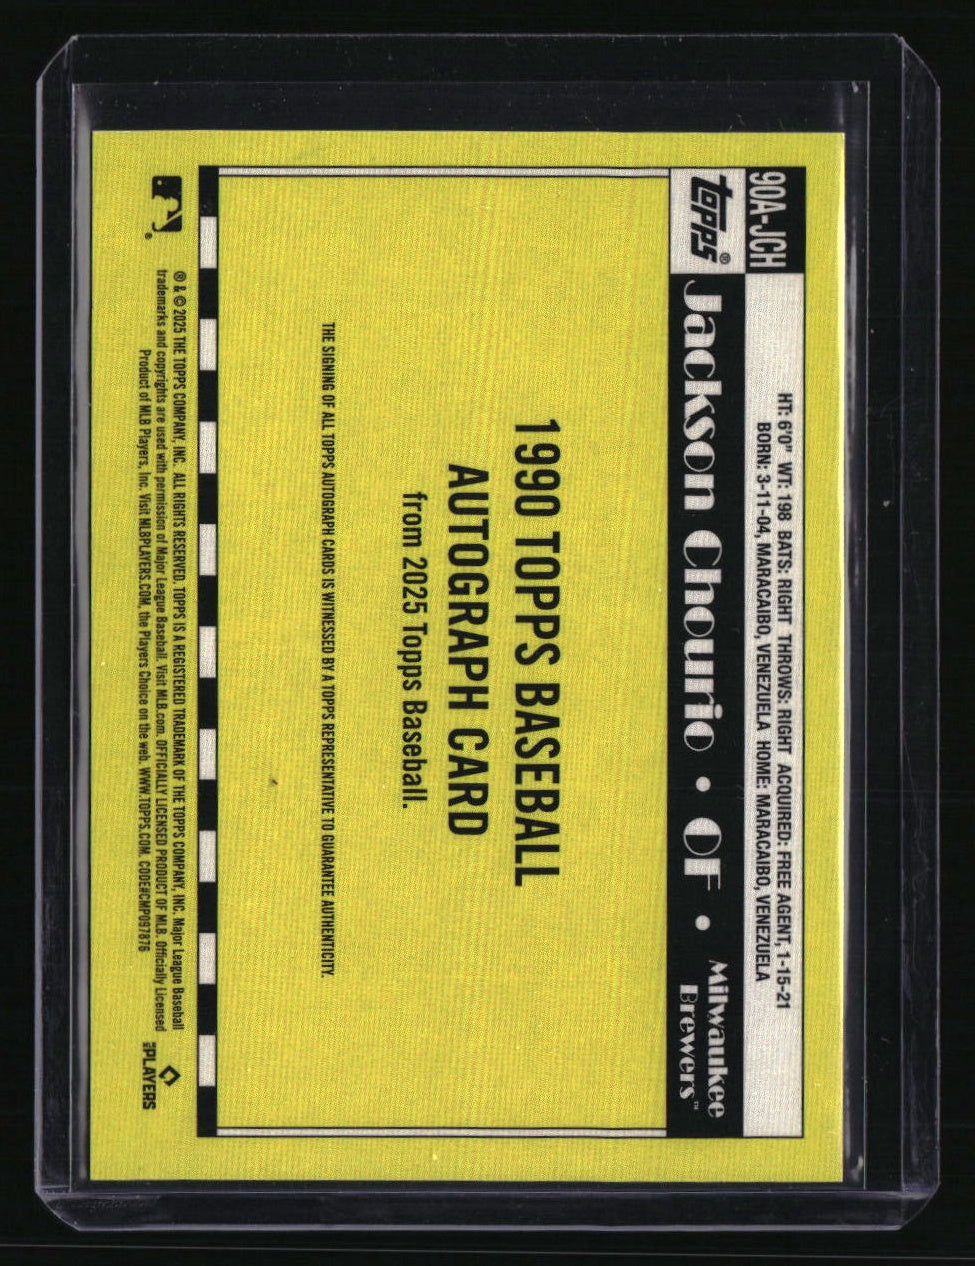 90A-JCH
HT: 6'0" WT: 198 BATS: RIGHT THROWS: RIGHT ACQUIRED: FREE AGENT, 1-15-21
BORN: 3-11-04, MARACAIBO, VENEZUELA HOME: MARACAIBO, VENEZUELA
topps®
Jackson Chourio • OF • Milwaukee
Brewers™
1990 TOPPS BASEBALL
AUTOGRAPH CARD
from 2025 Topps Baseball.
THE SIGNING OF ALL TOPPS AUTOGRAPH CARDS IS WITNESSED BY A TOPPS REPRESENTATIVE TO GUARANTEE AUTHENTICITY.
® & © 2025 THE TOPPS COMPANY, INC. ALL RIGHTS RESERVED. TOPPS IS A REGISTERED TRADEMARK OF THE TOPPS COMPANY, INC. Major League Baseball
trademarks and copyrights are used with permission of Major League Baseball. Visit MLB.com. OFFICIALLY LICENSED PRODUCT OF MLB. Officially Licensed
Product of MLB Players, Inc. Visit MLBPLAYERS.COM, the Players Choice on the web. WWW.TOPPS.COM. CODE#CMP097876
®
MLB PLAYERS